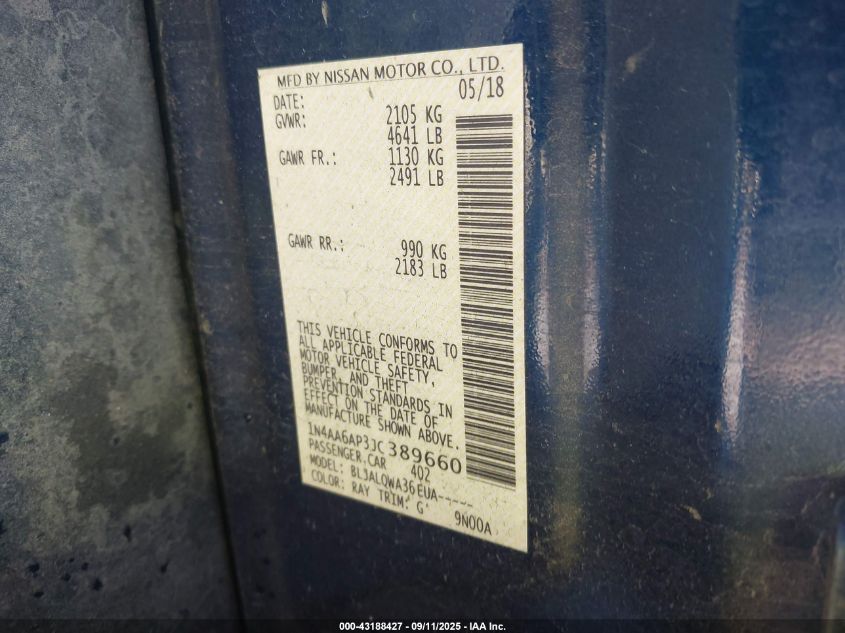 MFD BY NISSAN MOTOR CO., LTD.
DATE: 05/18
GVWR: 2105 KG
4641 LB
GAWR FR.: 1130 KG
2491 LB
GAWR RR.: 990 KG
2183 LB
THIS VEHICLE CONFORMS TO
ALL APPLICABLE FEDERAL
MOTOR VEHICLE SAFETY,
BUMPER, AND THEFT
PREVENTION STANDARDS IN
EFFECT ON THE DATE OF
MANUFACTURE SHOWN ABOVE.
1N4AA6AP3JC389660
PASSENGER CAR 402
MODEL: BL3ALQWA36EUA-----
COLOR: RAY TRIM: G 9N00A
000-43188427 - 09/11/2025 - IAA Inc.